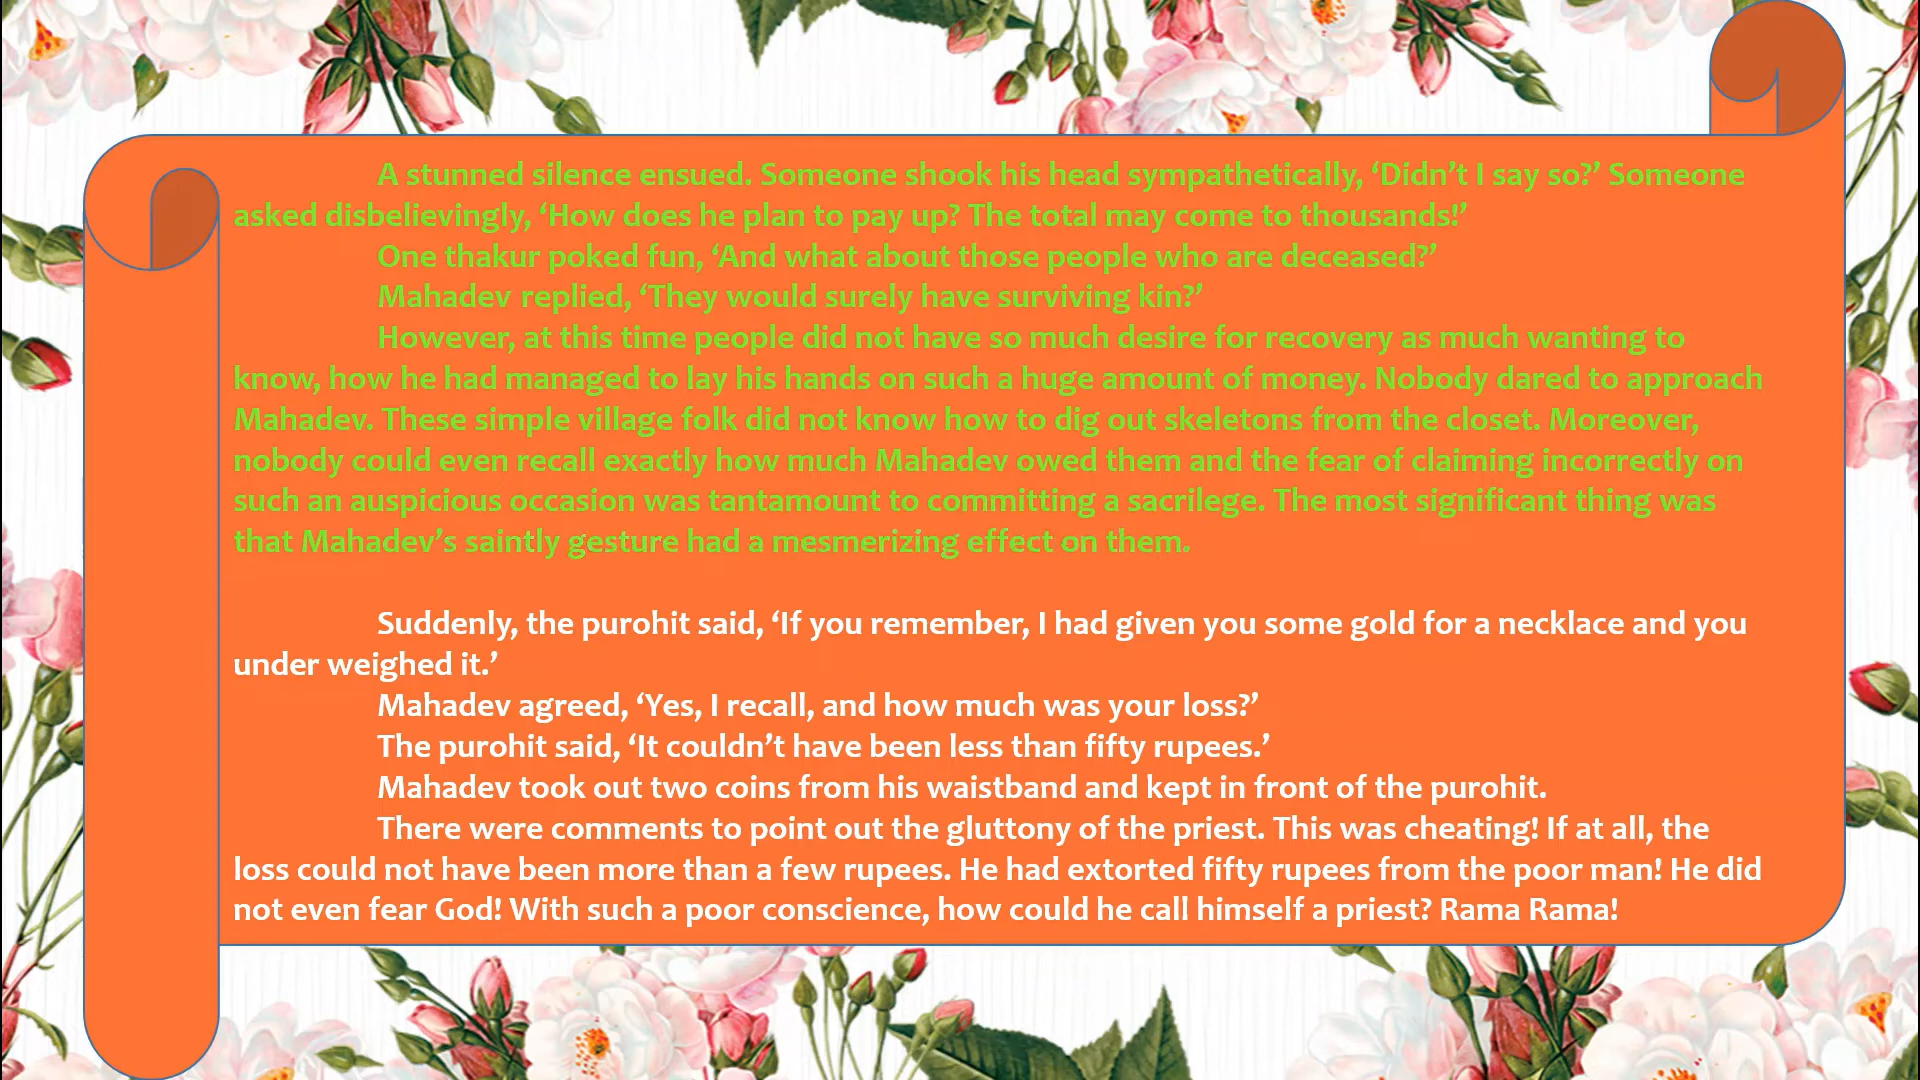 A stunned silence ensued. Someone shook his head sympathetically, ‘Didn’t I say so?’ Someone
asked disbelievingly, ‘How does he plan to pay up? The total may come to thousands!’
One thakur poked fun, ‘And what about those people who are deceased?’
Mahadev replied, ‘They would surely have surviving kin?’
However, at this time people did not have so much desire for recovery as much wanting to
know, how he had managed to lay his hands on such a huge amount of money. Nobody dared to approach
Mahadev. These simple village folk did not know how to dig out skeletons from the closet. Moreover,
nobody could even recall exactly how much Mahadev owed them and the fear of claiming incorrectly on
such an auspicious occasion was tantamount to committing a sacrilege. The most significant thing was
that Mahadev’s saintly gesture had a mesmerizing effect on them.
Suddenly, the purohit said, ‘If you remember, I had given you some gold for a necklace and you
under weighed it.’
Mahadev agreed, ‘Yes, I recall, and how much was your loss?’
The purohit said, ‘It couldn’t have been less than fifty rupees.’
Mahadev took out two coins from his waistband and kept in front of the purohit.
There were comments to point out the gluttony of the priest. This was cheating! If at all, the
loss could not have been more than a few rupees. He had extorted fifty rupees from the poor man! He did
not even fear God! With such a poor conscience, how could he call himself a priest? Rama Rama!